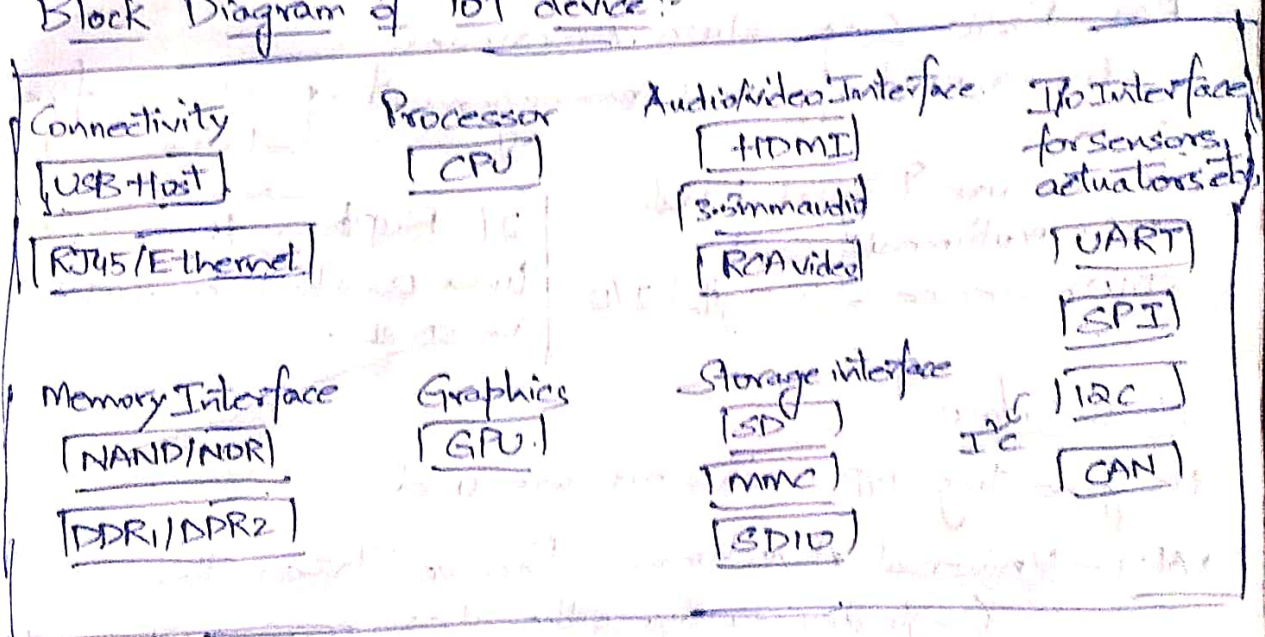 Block Diagram of IOT device:-
Connectivity
USB Host
RJ45/Ethernet
Processor
CPU
Audio/video Interface
HDMI
3.5mm audio
RCA video
I/O Interface
for sensors,
actuators etc,
UART
SPI
I2C
I²C
CAN
Memory Interface
NAND/NOR
DDR1/DDR2
Graphics
GPU
Storage interface
SD
MMC
SDIO